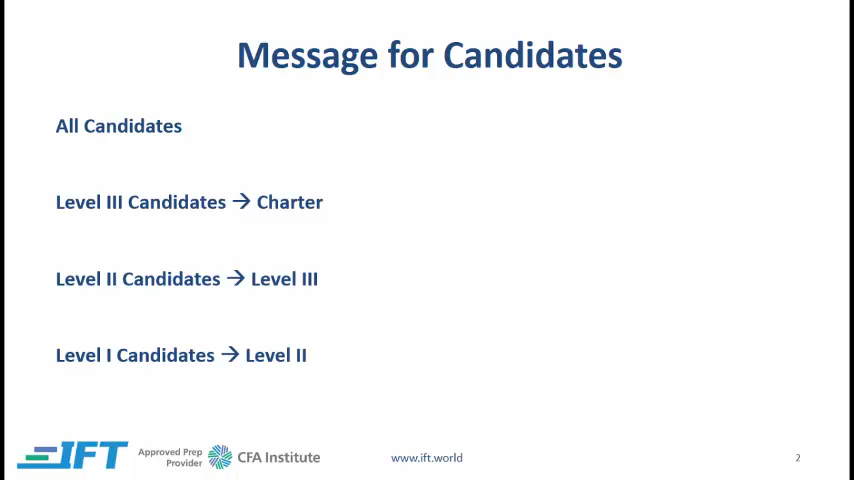 Message for Candidates
All Candidates
Level III Candidates → Charter
Level II Candidates → Level III
Level I Candidates → Level II
IFT
Approved Prep
Provider
CFA Institute
www.ift.world
2